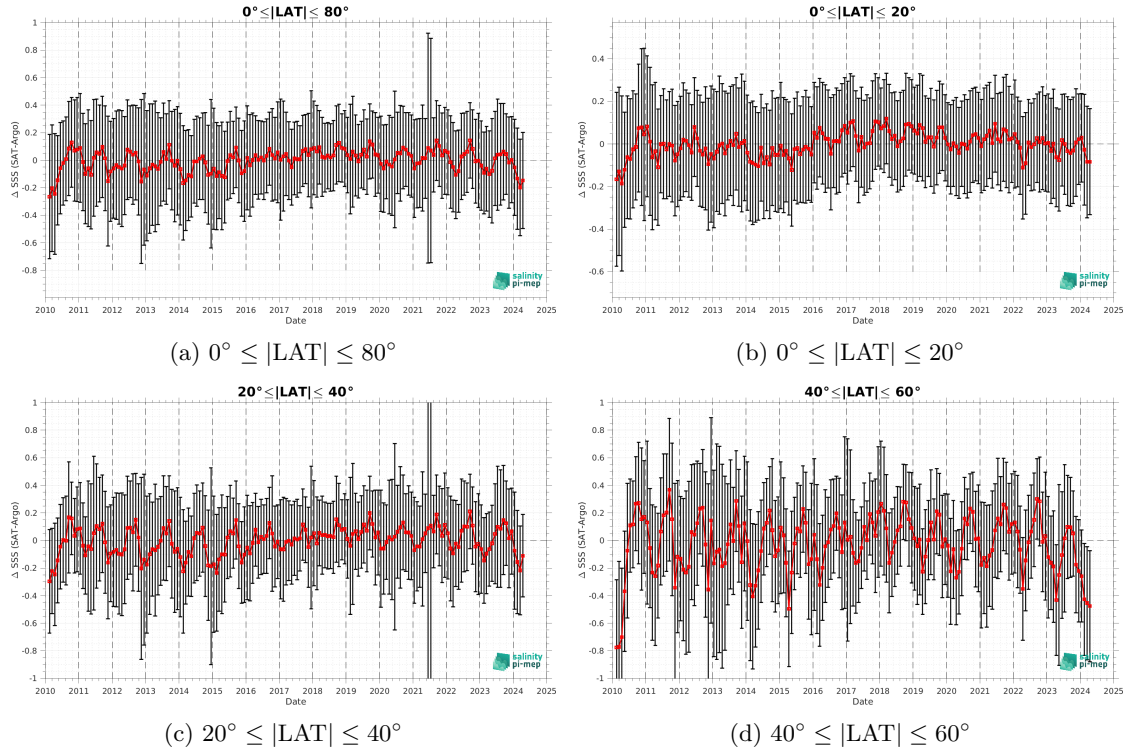 0°≤|LAT|≤ 80°
Δ SSS (SAT-Argo)
1
0.8
0.6
0.4
0.2
0
-0.2
-0.4
-0.6
-0.8
2010 2011 2012 2013 2014 2015 2016 2017 2018 2019 2020 2021 2022 2023 2024 2025
Date
salinity
pi-mep
(a) 0° ≤ |LAT| ≤ 80°
0°≤|LAT|≤ 20°
Δ SSS (SAT-Argo)
0.4
0.2
0
-0.2
-0.4
-0.6
2010 2011 2012 2013 2014 2015 2016 2017 2018 2019 2020 2021 2022 2023 2024 2025
Date
salinity
pi-mep
(b) 0° ≤ |LAT| ≤ 20°
20°≤|LAT|≤ 40°
Δ SSS (SAT-Argo)
1
0.8
0.6
0.4
0.2
0
-0.2
-0.4
-0.6
-0.8
-1
2010 2011 2012 2013 2014 2015 2016 2017 2018 2019 2020 2021 2022 2023 2024 2025
Date
salinity
pi-mep
(c) 20° ≤ |LAT| ≤ 40°
40°≤|LAT|≤ 60°
Δ SSS (SAT-Argo)
1
0.8
0.6
0.4
0.2
0
-0.2
-0.4
-0.6
-0.8
-1
2010 2011 2012 2013 2014 2015 2016 2017 2018 2019 2020 2021 2022 2023 2024 2025
Date
salinity
pi-mep
(d) 40° ≤ |LAT| ≤ 60°